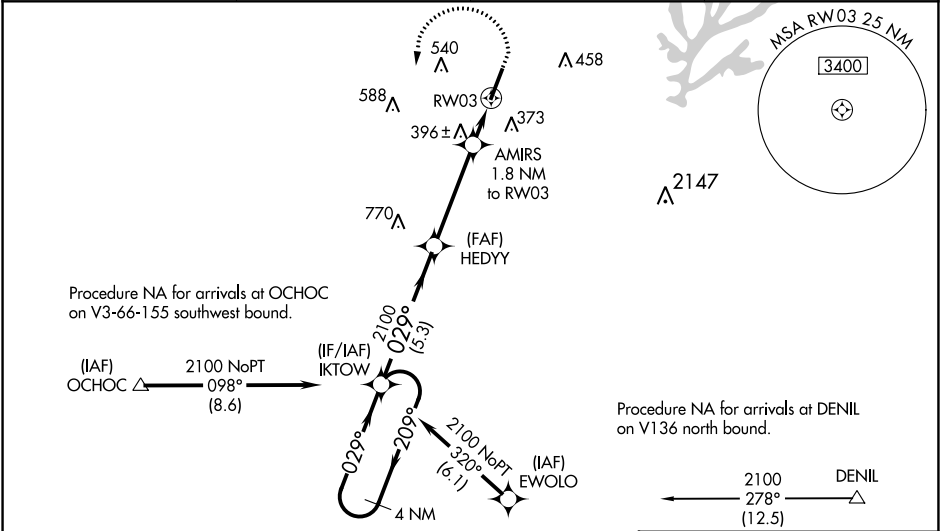 540
458
588
RW03
396±
373
AMIRS
1.8 NM
to RW03
MSA RW03 25 NM
3400
2147
770
(FAF)
HEDYY
Procedure NA for arrivals at OCHOC
on V3-66-155 southwest bound.
2100
029°
(5.3)
(IF/IAF)
IKTOW
(IAF)
OCHOC
2100 NoPT
098°
(8.6)
029°
209°
4 NM
2100 NoPT
320°
(6.1)
(IAF)
EWOLO
Procedure NA for arrivals at DENIL
on V136 north bound.
2100
278°
(12.5)
DENIL